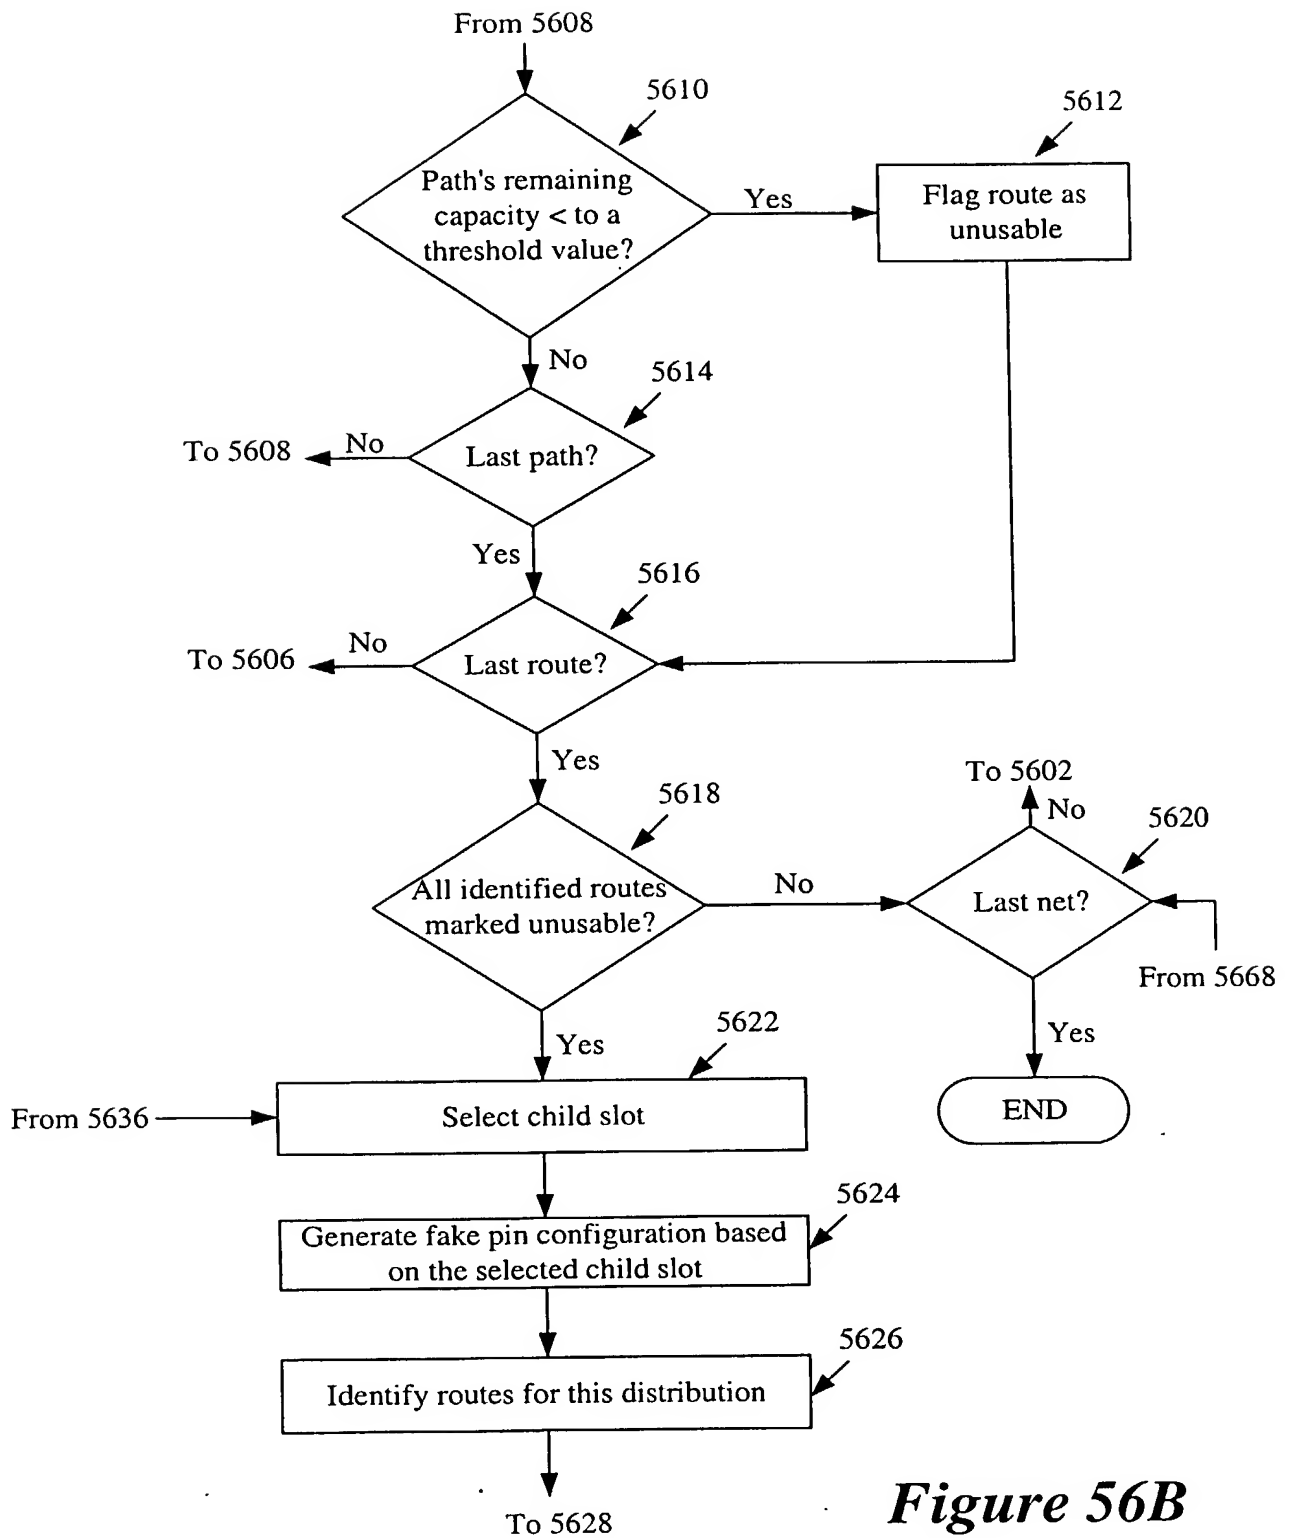 From 5608
5610
5612
Path's remaining
capacity < to a
threshold value?
Yes
Flag route as
unusable
No
5614
To 5608
No
Last path?
Yes
5616
To 5606
No
Last route?
Yes
To 5602
No
5618
5620
All identified routes
marked unusable?
No
Last net?
From 5668
Yes
Yes
5622
From 5636
Select child slot
END
5624
Generate fake pin configuration based
on the selected child slot
5626
Identify routes for this distribution
To 5628
Figure 56B